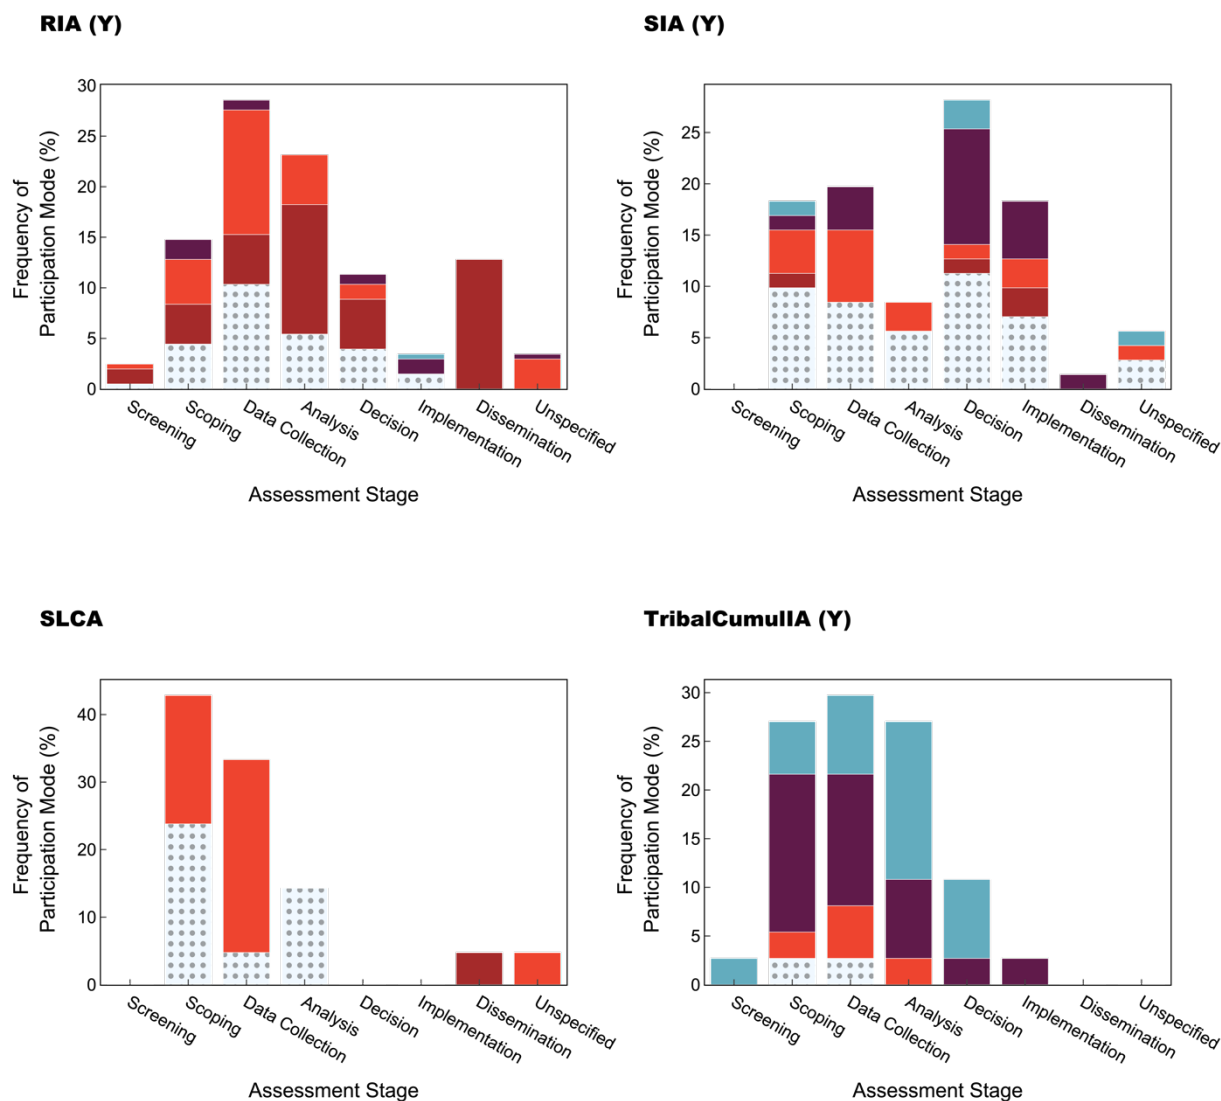 RIA (Y)
Frequency of
Participation Mode (%)
30
25
20
15
10
5
0
Screening
Scoping
Data Collection
Analysis
Decision
Implementation
Dissemination
Unspecified
Assessment Stage
SIA (Y)
Frequency of
Participation Mode (%)
25
20
15
10
5
0
Screening
Scoping
Data Collection
Analysis
Decision
Implementation
Dissemination
Unspecified
Assessment Stage
SLCA
Frequency of
Participation Mode (%)
40
30
20
10
0
Screening
Scoping
Data Collection
Analysis
Decision
Implementation
Dissemination
Unspecified
Assessment Stage
TribalCumulIA (Y)
Frequency of
Participation Mode (%)
30
25
20
15
10
5
0
Screening
Scoping
Data Collection
Analysis
Decision
Implementation
Dissemination
Unspecified
Assessment Stage